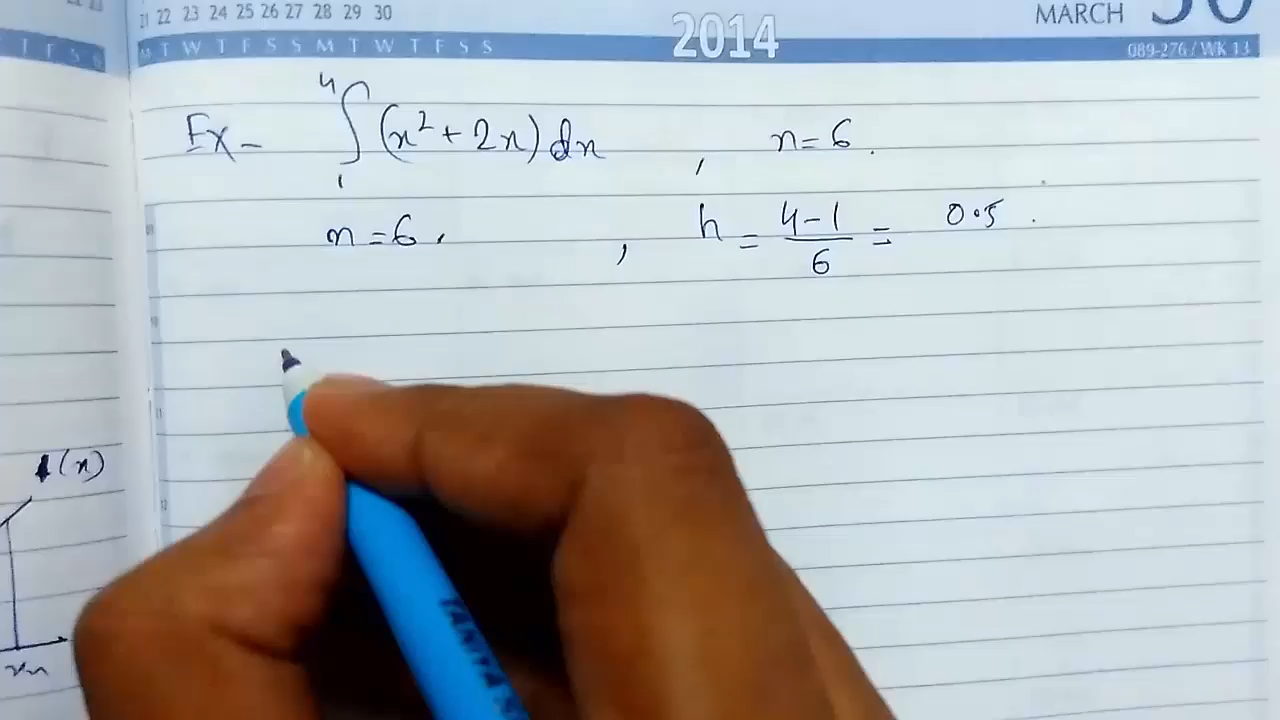 21 22 23 24 25 26 27 28 29 30
MARCH
M T W T F S S M T W T F S S
2014
089-276 / WK 13
Ex- ∫₁⁴ (x² + 2x) dx , n=6.
n=6, , h = (4-1)/6 = 0.5.
(x)
xn